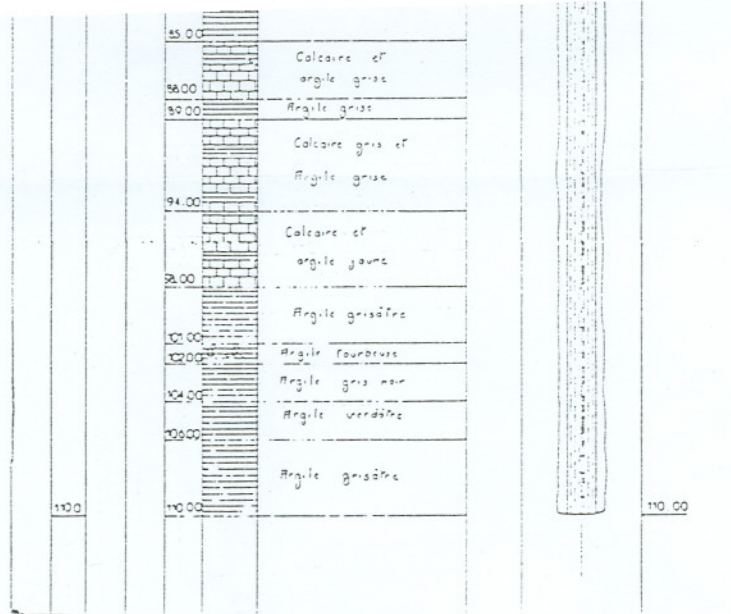 85.00
Calcaire et
argile grise
88.00
89.00
Argile grise
Calcaire gris et
Argile grise
94.00
Calcaire et
argile jaune
98.00
Argile grisâtre
101.00
102.00
Argile tourbeuse
Argile gris noir
104.00
Argile verdâtre
106.00
Argile grisâtre
110.0
110.00
110.00